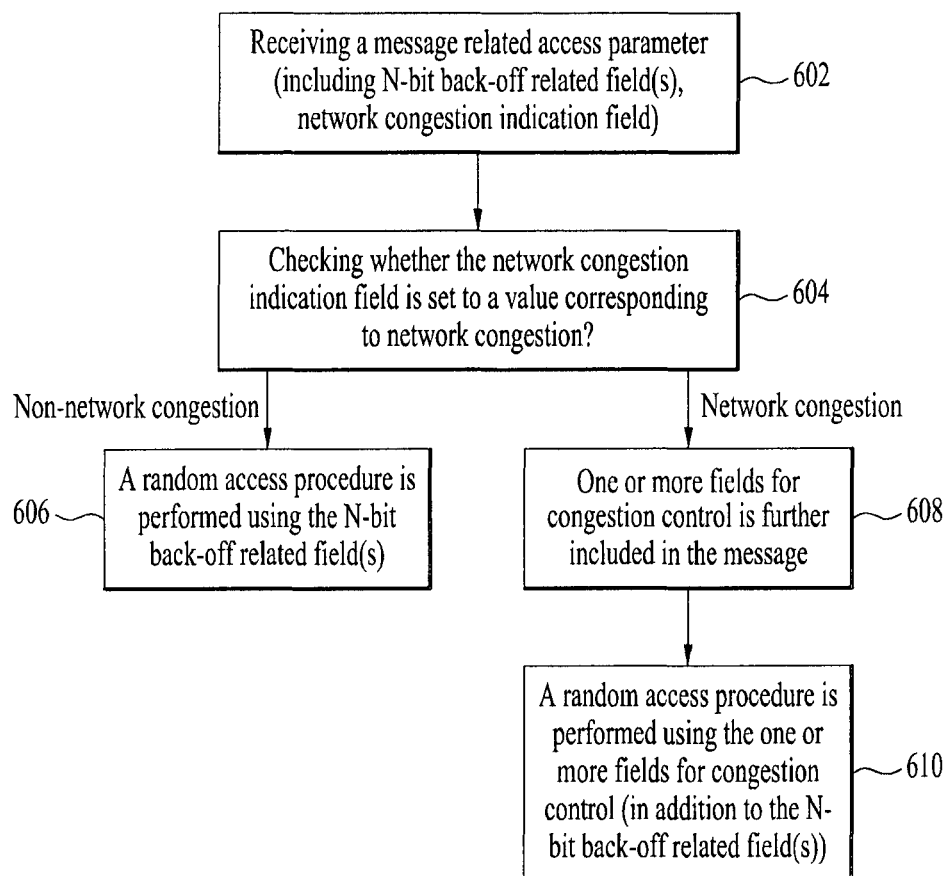 Receiving a message related access parameter
(including N-bit back-off related field(s),
network congestion indication field)
602
Checking whether the network congestion
indication field is set to a value corresponding
to network congestion?
604
Non-network congestion
Network congestion
A random access procedure is
performed using the N-bit
back-off related field(s)
606
One or more fields for
congestion control is further
included in the message
608
A random access procedure is
performed using the one or
more fields for congestion
control (in addition to the N-
bit back-off related field(s))
610